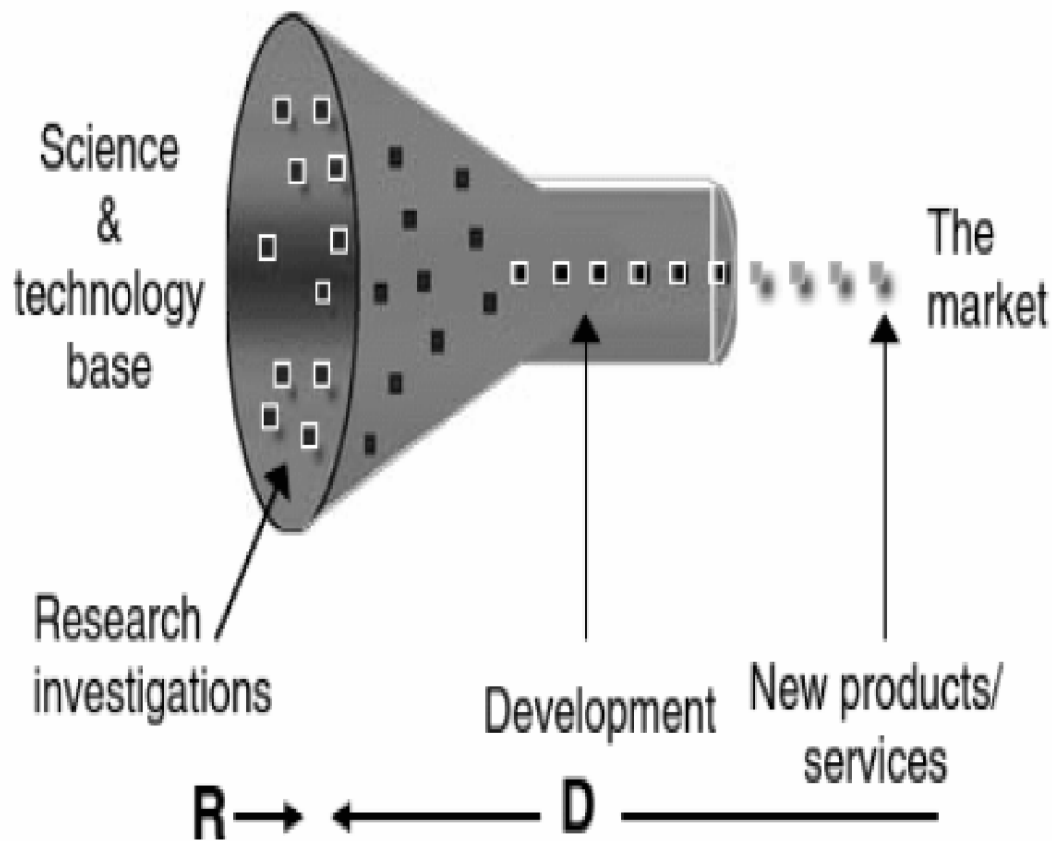 Science
&
technology
base
The
market
Research
investigations
Development
New products/
services
R
D